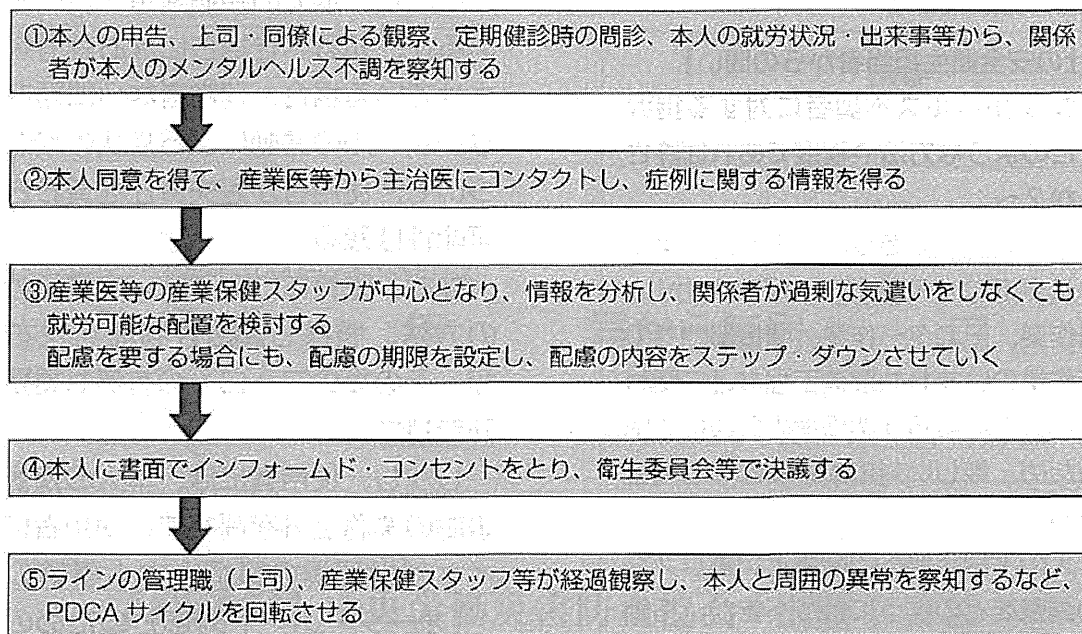 ①本人の申告、上司・同僚による観察、定期健診時の問診、本人の就労状況・出来事等から、関係
者が本人のメンタルヘルス不調を察知する
②本人同意を得て、産業医等から主治医にコンタクトし、症例に関する情報を得る
③産業医等の産業保健スタッフが中心となり、情報を分析し、関係者が過剰な気遣いをしなくても
就労可能な配置を検討する
配慮を要する場合にも、配慮の期限を設定し、配慮の内容をステップ・ダウンさせていく
④本人に書面でインフォームド・コンセントをとり、衛生委員会等で決議する
⑤ラインの管理職（上司）、産業保健スタッフ等が経過観察し、本人と周囲の異常を察知するなど、
PDCA サイクルを回転させる